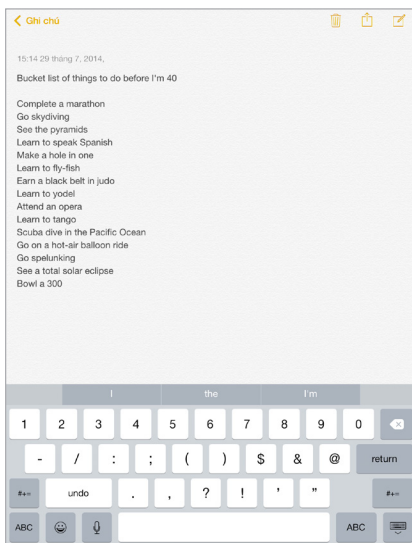 Ghi chú
15:14 29 tháng 7, 2014,
Bucket list of things to do before I'm 40
Complete a marathon
Go skydiving
See the pyramids
Learn to speak Spanish
Make a hole in one
Learn to fly-fish
Earn a black belt in judo
Learn to yodel
Attend an opera
Learn to tango
Scuba dive in the Pacific Ocean
Go on a hot-air balloon ride
Go spelunking
See a total solar eclipse
Bowl a 300
I the I'm
1 2 3 4 5 6 7 8 9 0
- / : ; ( ) $ & @ return
#+= undo . , ? ! ' " #+=
ABC ABC